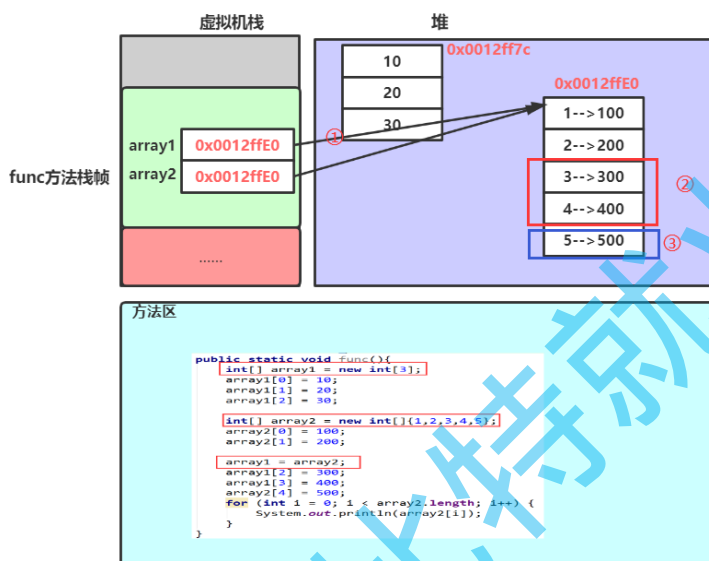 虚拟机栈
堆
0x0012ff7c
10
20
30
①
0x0012ffE0
1-->100
2-->200
3-->300
4-->400
5-->500
②
③
func方法栈帧
array1 0x0012ffE0
array2 0x0012ffE0
......
方法区
public static void func(){
int[] array1 = new int[3];
array1[0] = 10;
array1[1] = 20;
array1[2] = 30;
int[] array2 = new int[]{1,2,3,4,5};
array2[0] = 100;
array2[1] = 200;
array1 = array2;
array1[2] = 300;
array1[3] = 400;
array2[4] = 500;
for (int i = 0; i < array2.length; i++) {
System.out.println(array2[i]);
}
}
比特就